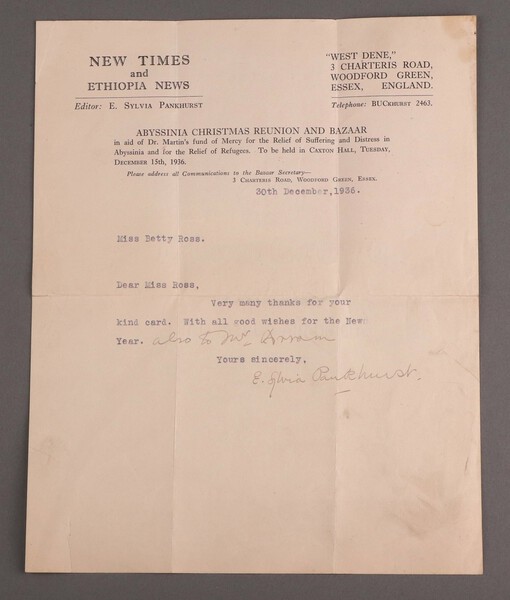 NEW TIMES
and
ETHIOPIA NEWS
Editor: E. Sylvia Pankhurst
"WEST DENE,"
3 CHARTERIS ROAD,
WOODFORD GREEN,
ESSEX, ENGLAND.
Telephone: BUCKHURST 2463.
ABYSSINIA CHRISTMAS REUNION AND BAZAAR
in aid of Dr. Martin's fund of Mercy for the Relief of Suffering and Distress in
Abyssinia and for the Relief of Refugees. To be held in Caxton Hall, Tuesday,
December 15th, 1936.
Please address all Communications to the Bazaar Secretary—
3 Charteris Road, Woodford Green, Essex.
30th December,1936.
Miss Betty Ross.
Dear Miss Ross,
Very many thanks for your
kind card. With all wood wishes for the New
Year. also to Mr
Yours sincerely,
E. Sylvia Pankhurst.